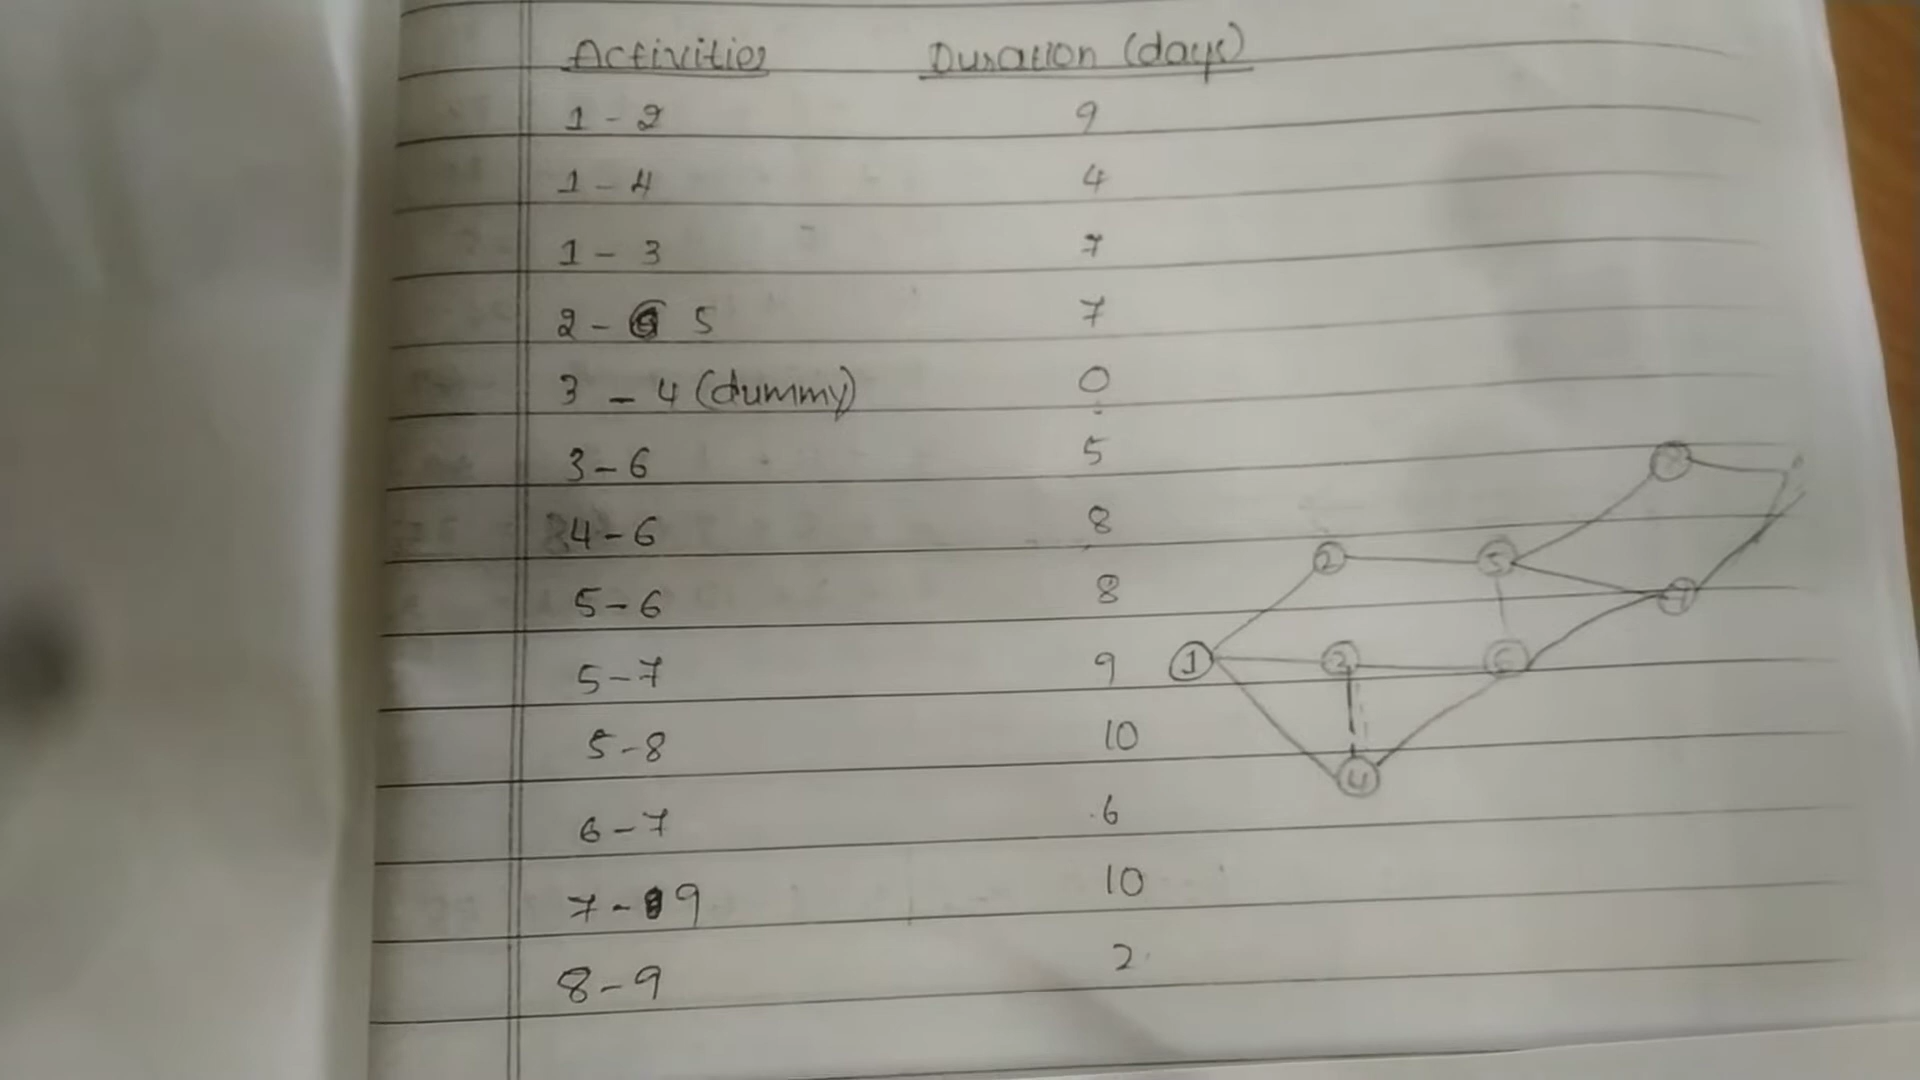 Activities Duration (days)
1 - 2 9
1 - 4 4
1 - 3 7
2 - 5 7
3 - 4 (dummy) 0
3 - 6 5
4 - 6 8
5 - 6 8
5 - 7 9
5 - 8 10
6 - 7 6
7 - 9 10
8 - 9 2
2 5
1 3 6 7
4